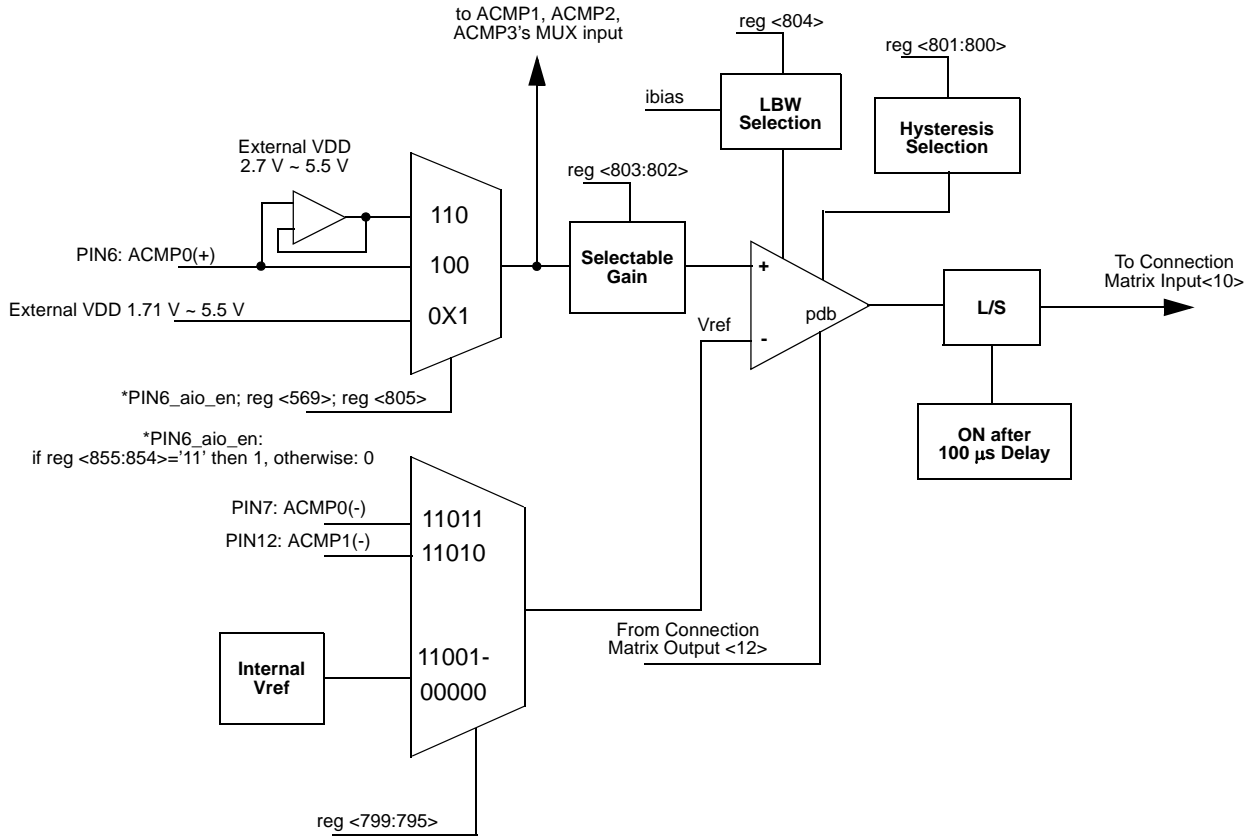 to ACMP1, ACMP2,
ACMP3's MUX input
reg <804>
reg <801:800>
ibias
LBW
Selection
Hysteresis
Selection
External VDD
2.7 V ~ 5.5 V
reg <803:802>
110
PIN6: ACMP0(+)
100
Selectable
Gain
+
To Connection
Matrix Input<10>
External VDD 1.71 V ~ 5.5 V
0X1
Vref
pdb
-
L/S
*PIN6_aio_en; reg <569>; reg <805>
*PIN6_aio_en:
if reg <855:854>='11' then 1, otherwise: 0
ON after
100 µs Delay
PIN7: ACMP0(-)
11011
PIN12: ACMP1(-)
11010
From Connection
Matrix Output <12>
Internal
Vref
11001-
00000
reg <799:795>